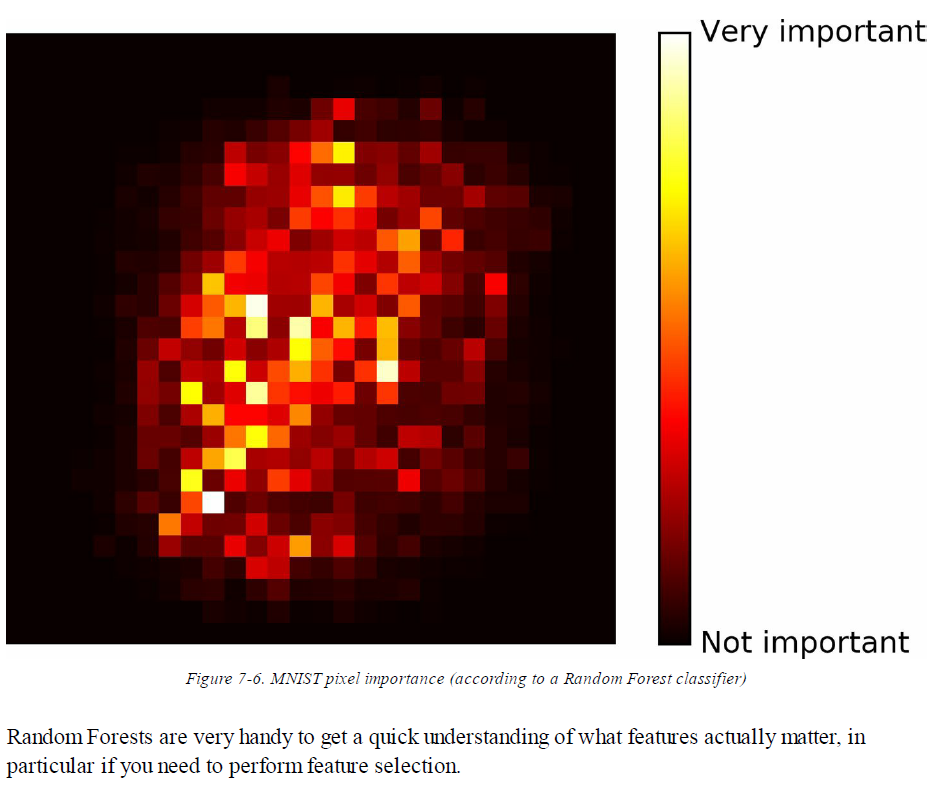 Very important
Not important
Figure 7-6. MNIST pixel importance (according to a Random Forest classifier)
Random Forests are very handy to get a quick understanding of what features actually matter, in
particular if you need to perform feature selection.